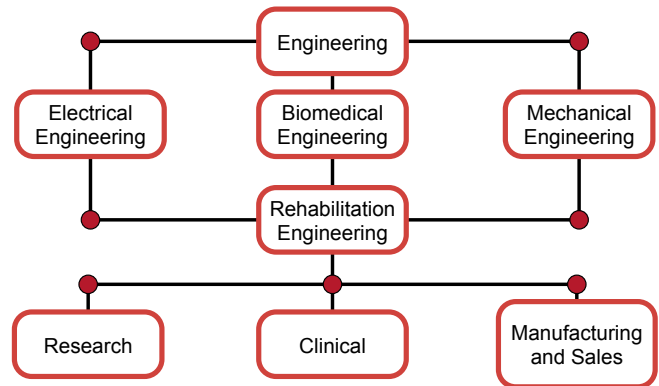 Engineering
Electrical
Engineering
Biomedical
Engineering
Mechanical
Engineering
Rehabilitation
Engineering
Research
Clinical
Manufacturing
and Sales